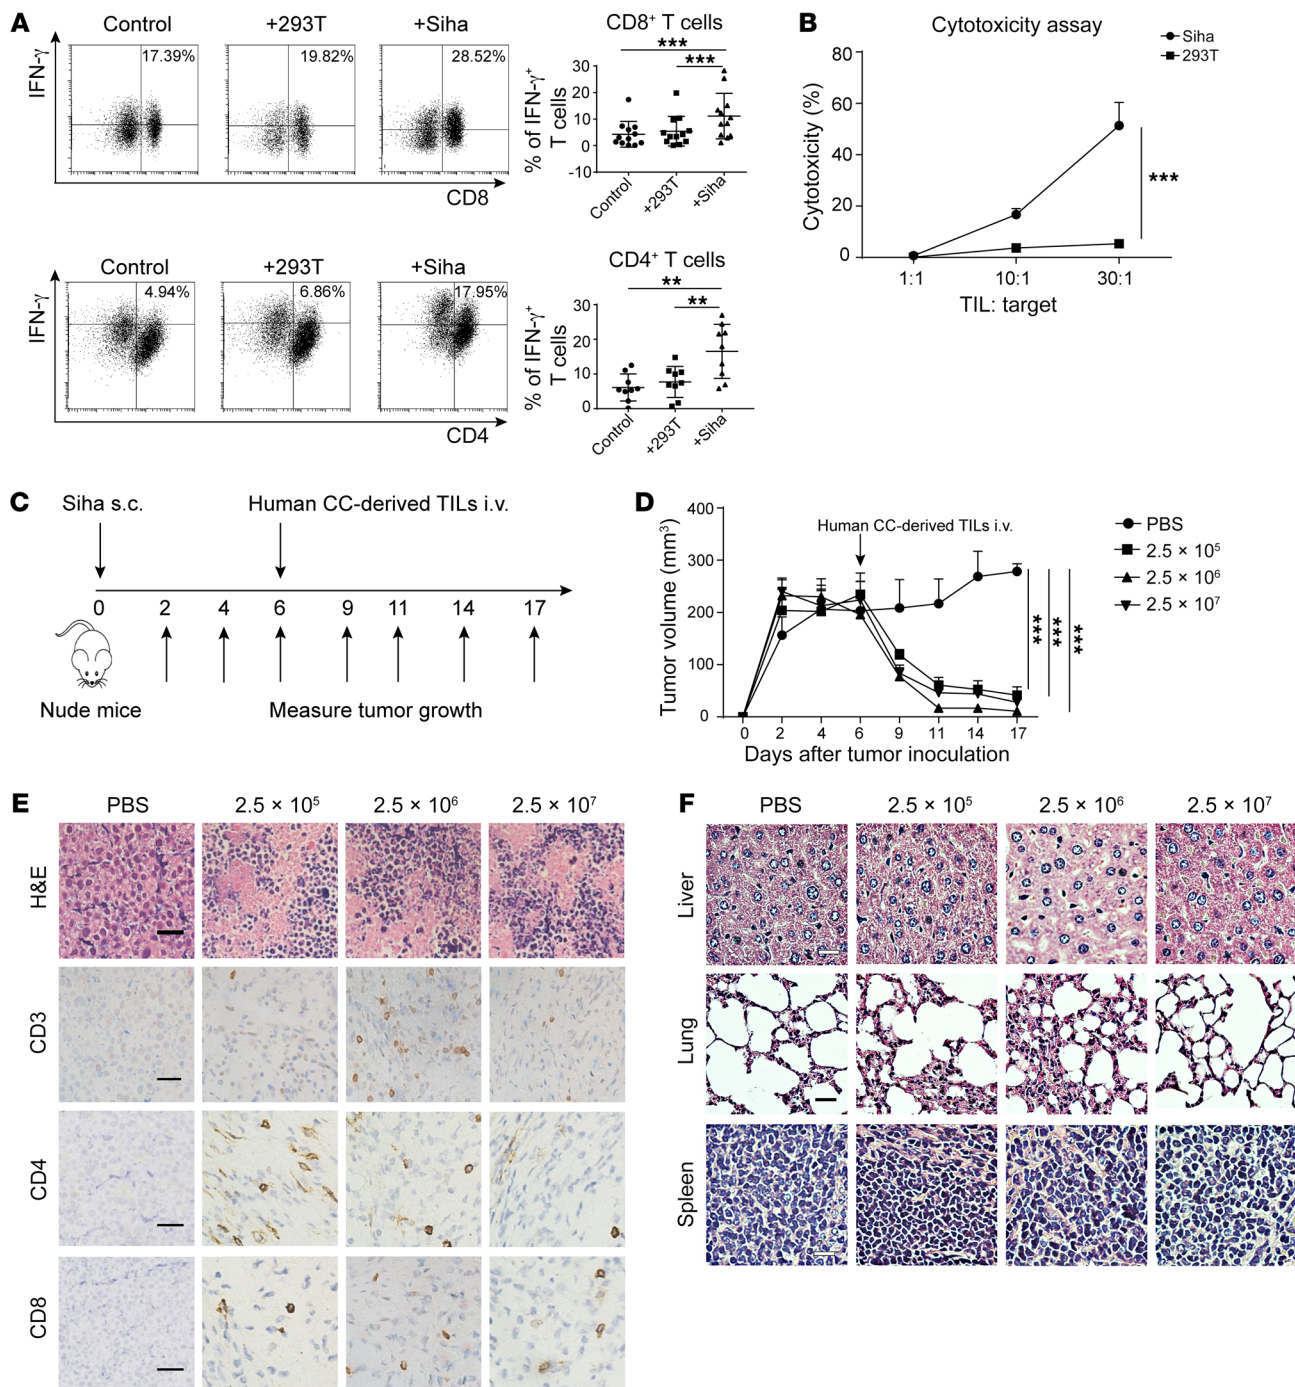 A
Control
+293T
+Siha
17.39%
19.82%
28.52%
IFN-γ
CD8
CD8⁺ T cells
***
***
% of IFN-γ⁺
T cells
30
20
10
0
-10
Control
+293T
+Siha
Control
+293T
+Siha
4.94%
6.86%
17.95%
IFN-γ
CD4
CD4⁺ T cells
**
**
% of IFN-γ⁺
T cells
30
20
10
0
Control
+293T
+Siha
B
Cytotoxicity assay
Siha
293T
Cytotoxicity (%)
80
60
40
20
0
***
1:1
10:1
30:1
TIL: target
C
Siha s.c.
Human CC-derived TILs i.v.
0
2
4
6
9
11
14
17
Nude mice
Measure tumor growth
D
Tumor volume (mm³)
400
300
200
100
0
Human CC-derived TILs i.v.
PBS
2.5 × 10⁵
2.5 × 10⁶
2.5 × 10⁷
***
***
***
0
2
4
6
9
11
14
17
Days after tumor inoculation
E
PBS
2.5 × 10⁵
2.5 × 10⁶
2.5 × 10⁷
H&E
CD3
CD4
CD8
F
PBS
2.5 × 10⁵
2.5 × 10⁶
2.5 × 10⁷
Liver
Lung
Spleen